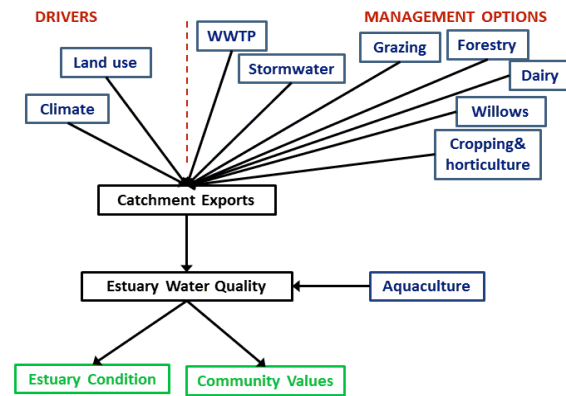 DRIVERS
MANAGEMENT OPTIONS
WWTP
Grazing
Forestry
Land use
Stormwater
Dairy
Climate
Willows
Cropping&
horticulture
Catchment Exports
Estuary Water Quality
Aquaculture
Estuary Condition
Community Values